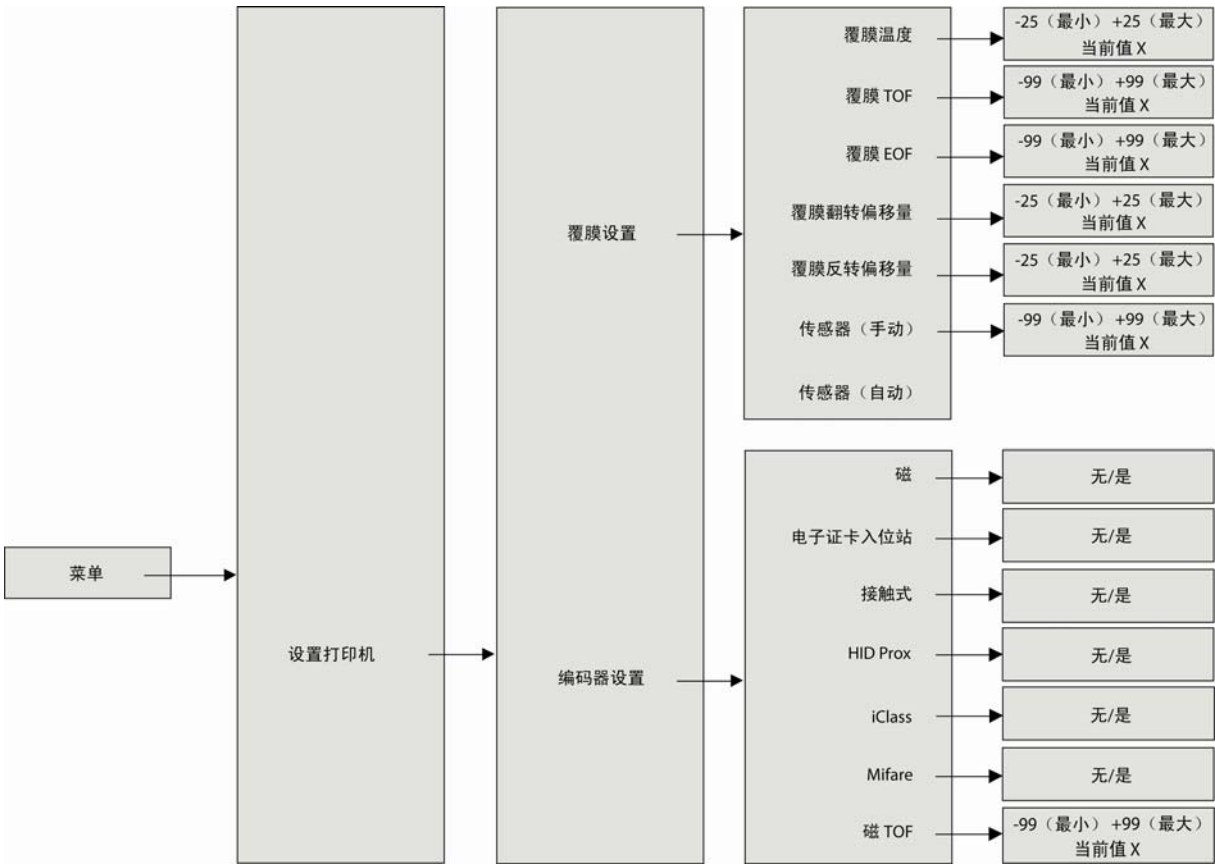 菜单
设置打印机
覆膜设置
覆膜温度
-25（最小） +25（最大）
当前值 X
覆膜 TOF
-99（最小） +99（最大）
当前值 X
覆膜 EOF
-99（最小） +99（最大）
当前值 X
覆膜翻转偏移量
-25（最小） +25（最大）
当前值 X
覆膜反转偏移量
-25（最小） +25（最大）
当前值 X
传感器（手动）
-99（最小） +99（最大）
当前值 X
传感器（自动）
编码器设置
磁
无/是
电子证卡入位站
无/是
接触式
无/是
HID Prox
无/是
iClass
无/是
Mifare
无/是
磁 TOF
-99（最小） +99（最大）
当前值 X